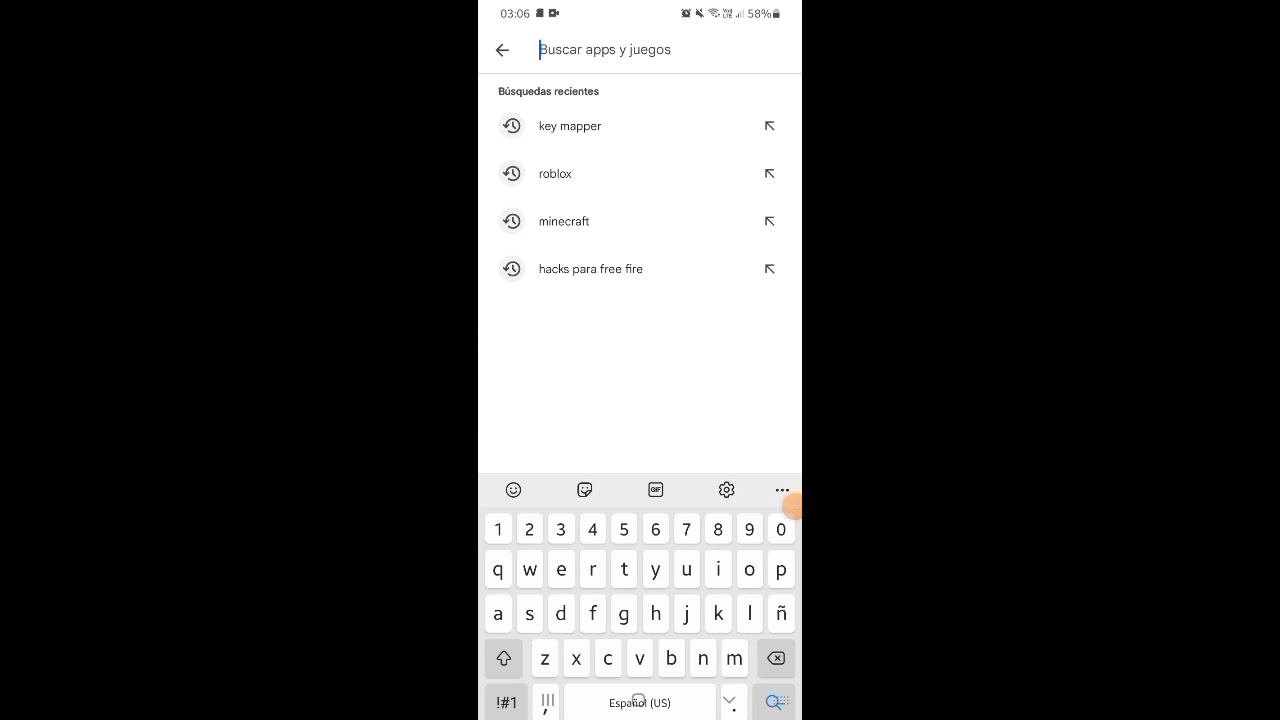 03:06 58%
Buscar apps y juegos
Búsquedas recientes
key mapper
roblox
minecraft
hacks para free fire
GIF
1 2 3 4 5 6 7 8 9 0
q w e r t y u i o p
a s d f g h j k l ñ
z x c v b n m
!#1 , Español (US) .